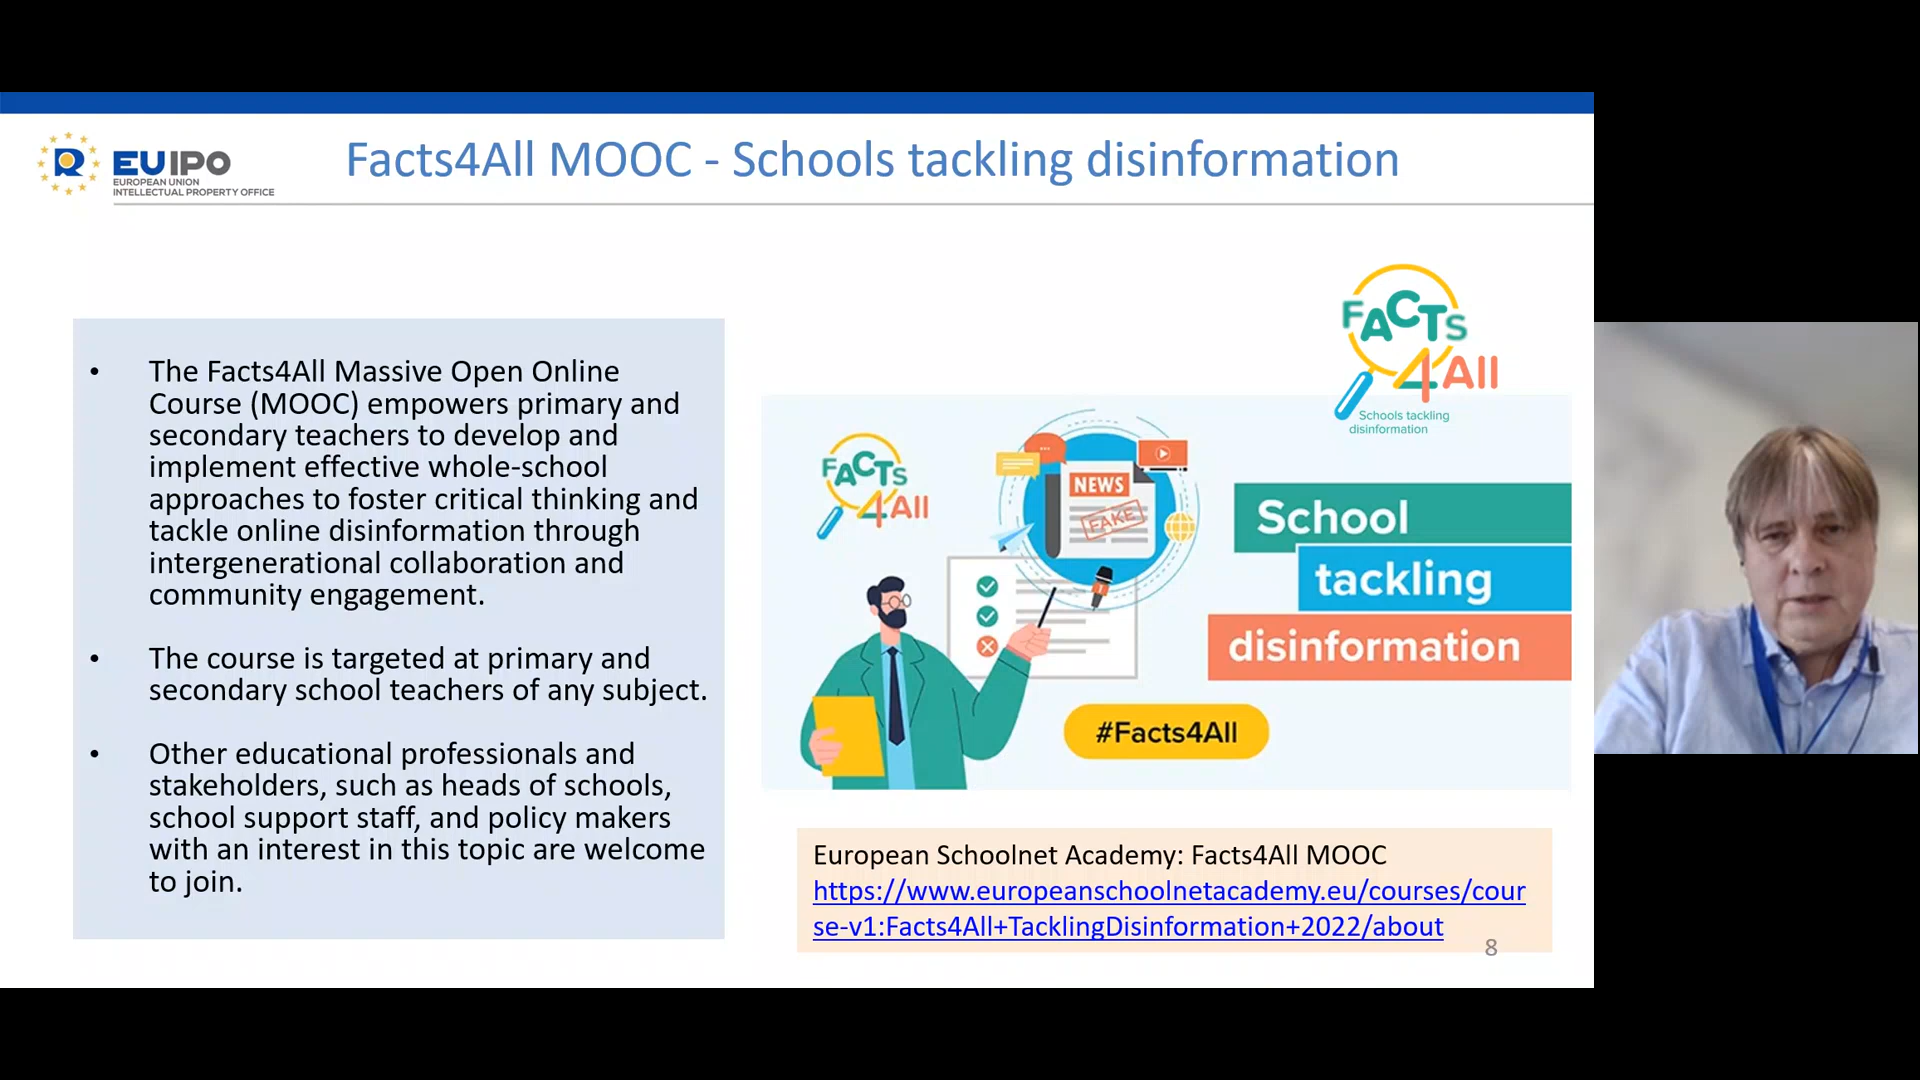 EUIPO
EUROPEAN UNION
INTELLECTUAL PROPERTY OFFICE
Facts4All MOOC - Schools tackling disinformation
• The Facts4All Massive Open Online
Course (MOOC) empowers primary and
secondary teachers to develop and
implement effective whole-school
approaches to foster critical thinking and
tackle online disinformation through
intergenerational collaboration and
community engagement.
• The course is targeted at primary and
secondary school teachers of any subject.
• Other educational professionals and
stakeholders, such as heads of schools,
school support staff, and policy makers
with an interest in this topic are welcome
to join.
FACTS
4All
Schools tackling
disinformation
FACTS
4All
NEWS
FAKE
School
tackling
disinformation
#Facts4All
European Schoolnet Academy: Facts4All MOOC
https://www.europeanschoolnetacademy.eu/courses/cour
se-v1:Facts4All+TacklingDisinformation+2022/about
8